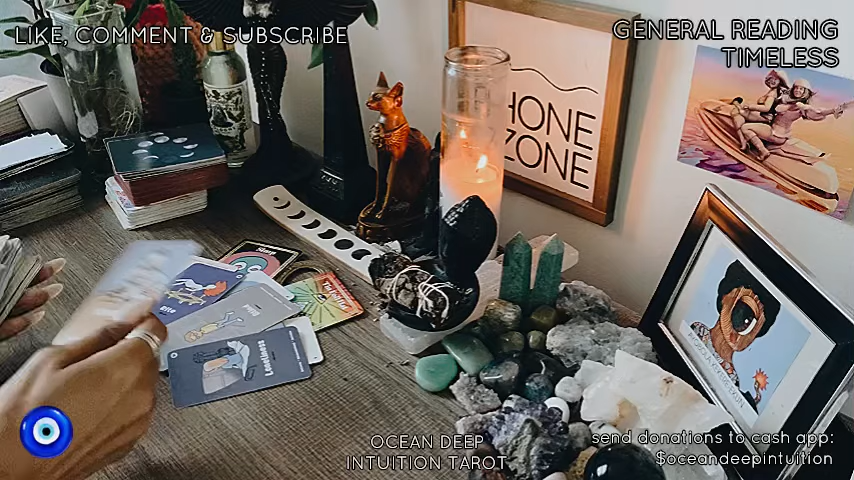 LIKE, COMMENT & SUBSCRIBE
GENERAL READING
TIMELESS
HONE
ZONE
Loneliness
OCEAN DEEP
INTUITION TAROT
send donations to cash app:
$oceandeepintuition